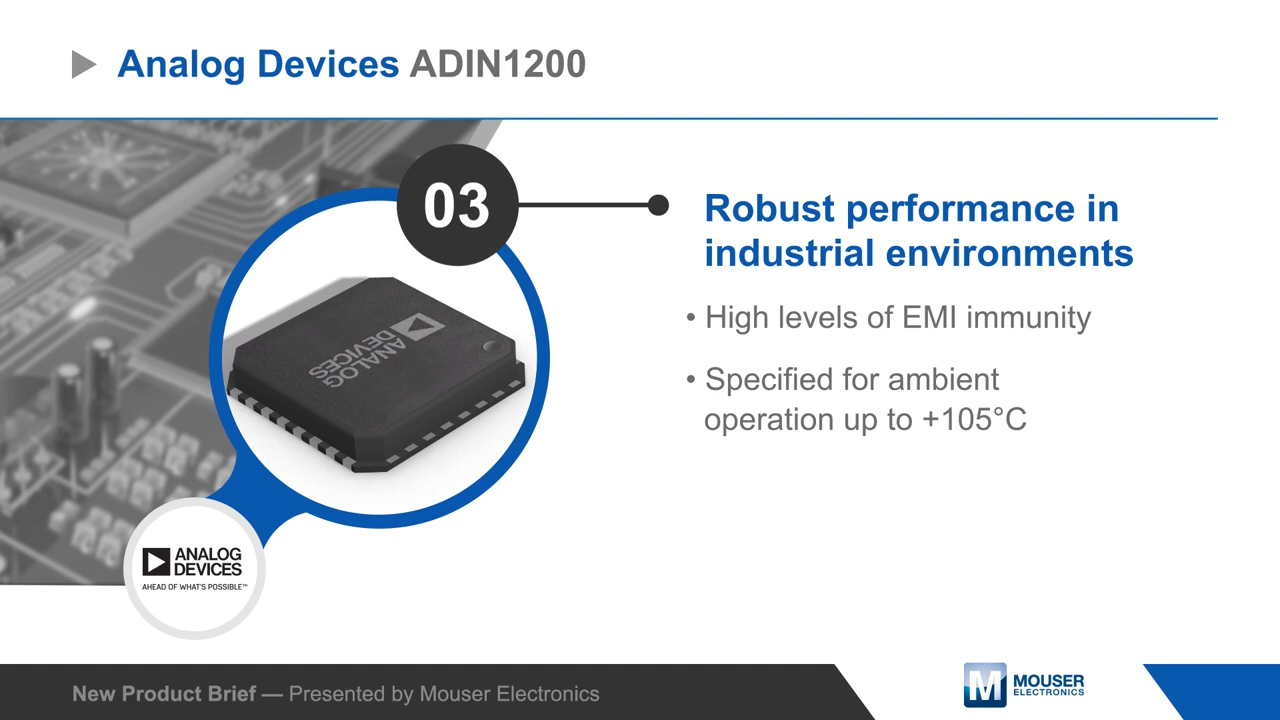 Analog Devices ADIN1200
03
Robust performance in
industrial environments
• High levels of EMI immunity
• Specified for ambient
operation up to +105°C
ANALOG
DEVICES
ANALOG
DEVICES
AHEAD OF WHAT'S POSSIBLE™
New Product Brief — Presented by Mouser Electronics
M
MOUSER
ELECTRONICS